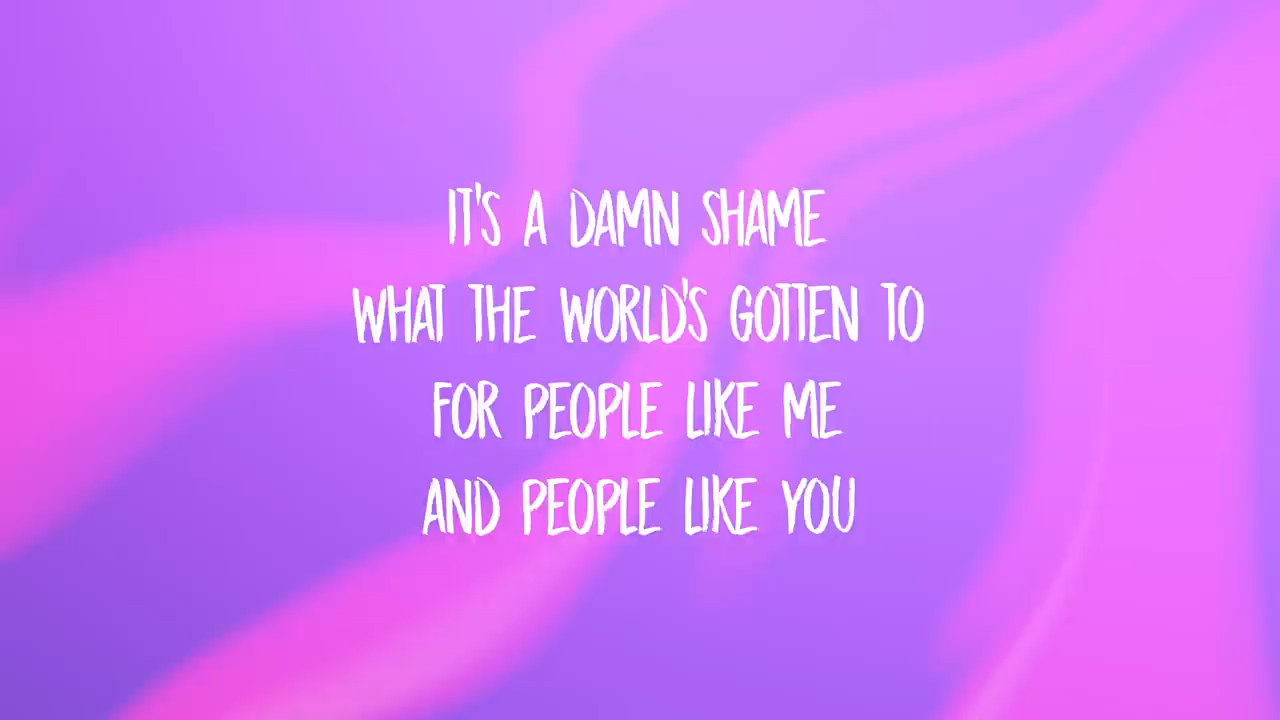 IT'S A DAMN SHAME
WHAT THE WORLD'S GOTTEN TO
FOR PEOPLE LIKE ME
AND PEOPLE LIKE YOU